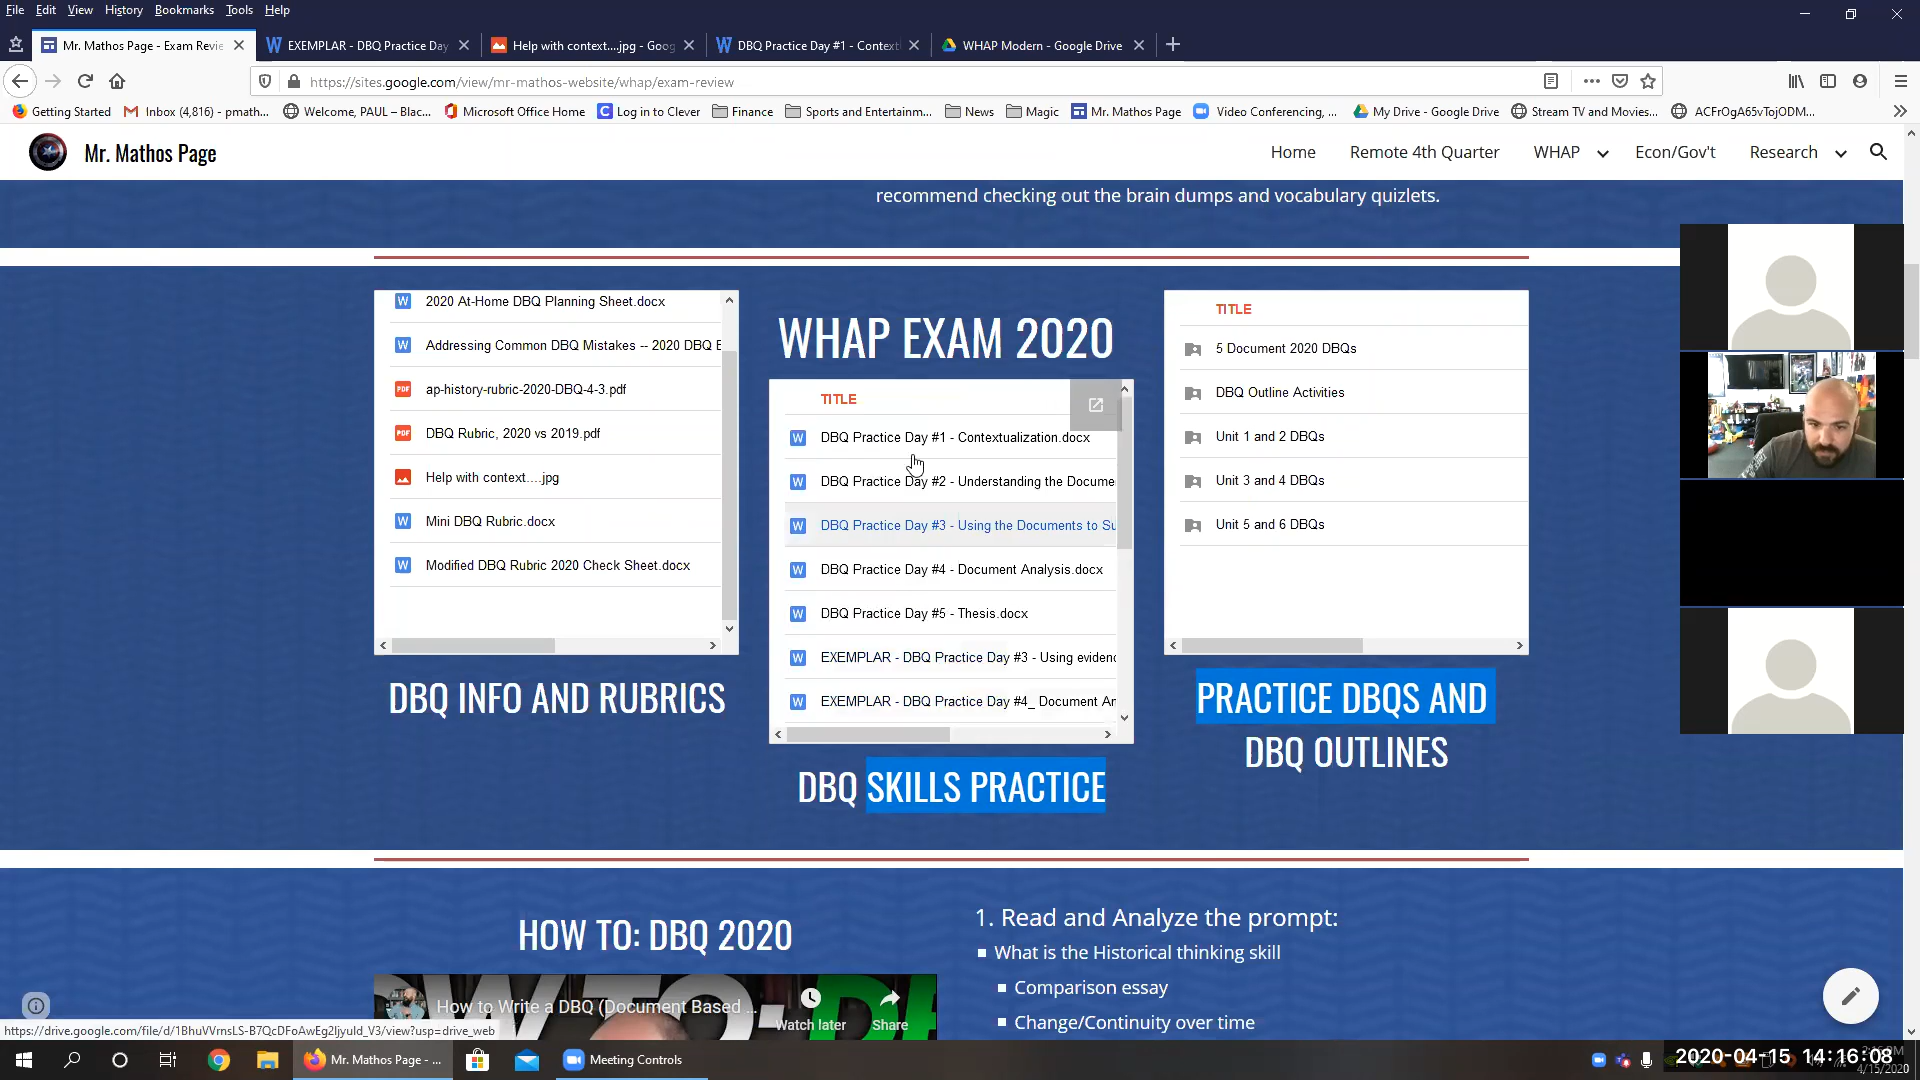 File Edit View History Bookmarks Tools Help
Mr. Mathos Page - Exam Revie
EXEMPLAR - DBQ Practice Day
Help with context....jpg - Goog
DBQ Practice Day #1 - Context
WHAP Modern - Google Drive
https://sites.google.com/view/mr-mathos-website/whap/exam-review
Getting Started Inbox (4,816) - pmath... Welcome, PAUL – Blac... Microsoft Office Home Log in to Clever Finance Sports and Entertainm... News Magic Mr. Mathos Page Video Conferencing, ... My Drive - Google Drive Stream TV and Movies... ACFrOgA65vTojODM...
Mr. Mathos Page
Home Remote 4th Quarter WHAP Econ/Gov't Research
recommend checking out the brain dumps and vocabulary quizlets.
2020 At-Home DBQ Planning Sheet.docx
Addressing Common DBQ Mistakes -- 2020 DBQ E
ap-history-rubric-2020-DBQ-4-3.pdf
DBQ Rubric, 2020 vs 2019.pdf
Help with context....jpg
Mini DBQ Rubric.docx
Modified DBQ Rubric 2020 Check Sheet.docx
DBQ INFO AND RUBRICS
WHAP EXAM 2020
TITLE
DBQ Practice Day #1 - Contextualization.docx
DBQ Practice Day #2 - Understanding the Docume
DBQ Practice Day #3 - Using the Documents to Su
DBQ Practice Day #4 - Document Analysis.docx
DBQ Practice Day #5 - Thesis.docx
EXEMPLAR - DBQ Practice Day #3 - Using evidenc
EXEMPLAR - DBQ Practice Day #4_ Document An
DBQ SKILLS PRACTICE
TITLE
5 Document 2020 DBQs
DBQ Outline Activities
Unit 1 and 2 DBQs
Unit 3 and 4 DBQs
Unit 5 and 6 DBQs
PRACTICE DBQS AND
DBQ OUTLINES
HOW TO: DBQ 2020
How to Write a DBQ (Document Based ...
Watch later Share
1. Read and Analyze the prompt:
What is the Historical thinking skill
Comparison essay
Change/Continuity over time
https://drive.google.com/file/d/1BhuVVrnsLS-B7QcDFoAwEg2Ijyuld_V3/view?usp=drive_web
Mr. Mathos Page - ...
Meeting Controls
2020-04-15 14:16:08
4/15/2020